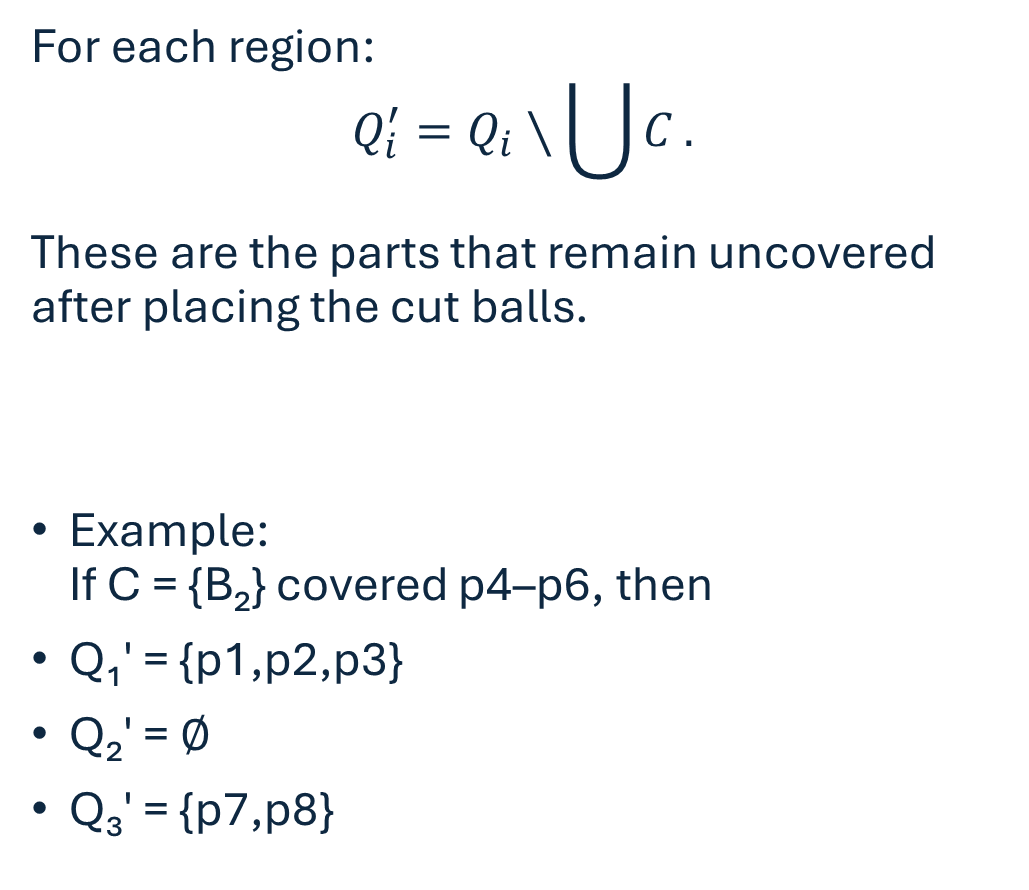 For each region:
𝑄′ᵢ = 𝑄ᵢ \ ⋃ 𝐶 .
These are the parts that remain uncovered
after placing the cut balls.
• Example:
If C = {B₂} covered p4–p6, then
• Q₁' = {p1,p2,p3}
• Q₂' = ∅
• Q₃' = {p7,p8}